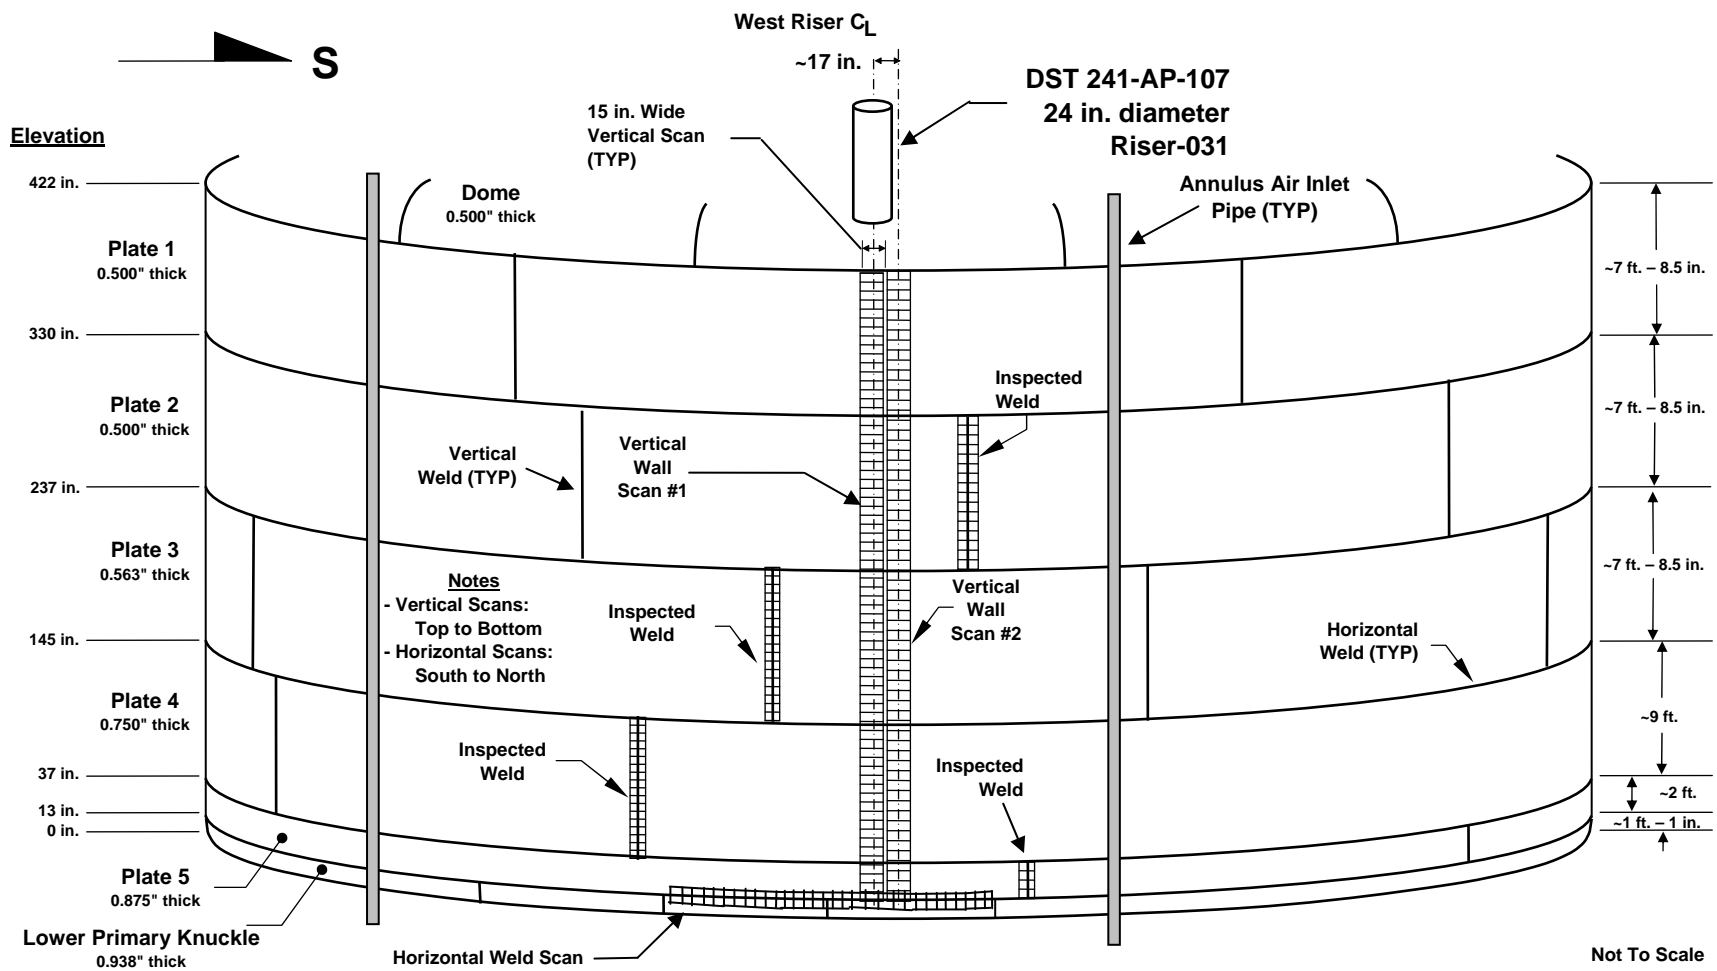 West Riser CL
~17 in.
S
DST 241-AP-107
24 in. diameter
Riser-031
15 in. Wide
Vertical Scan
(TYP)
Elevation
422 in.
Dome
0.500" thick
Annulus Air Inlet
Pipe (TYP)
Plate 1
0.500" thick
~7 ft. – 8.5 in.
330 in.
Plate 2
0.500" thick
Inspected
Weld
~7 ft. – 8.5 in.
Vertical
Weld (TYP)
Vertical
Wall
Scan #1
237 in.
Plate 3
0.563" thick
~7 ft. – 8.5 in.
Notes
- Vertical Scans:
Top to Bottom
- Horizontal Scans:
South to North
Inspected
Weld
Vertical
Wall
Scan #2
Horizontal
Weld (TYP)
145 in.
Plate 4
0.750" thick
~9 ft.
Inspected
Weld
Inspected
Weld
37 in.
~2 ft.
13 in.
~1 ft. – 1 in.
0 in.
Plate 5
0.875" thick
Lower Primary Knuckle
0.938" thick
Horizontal Weld Scan
Not To Scale